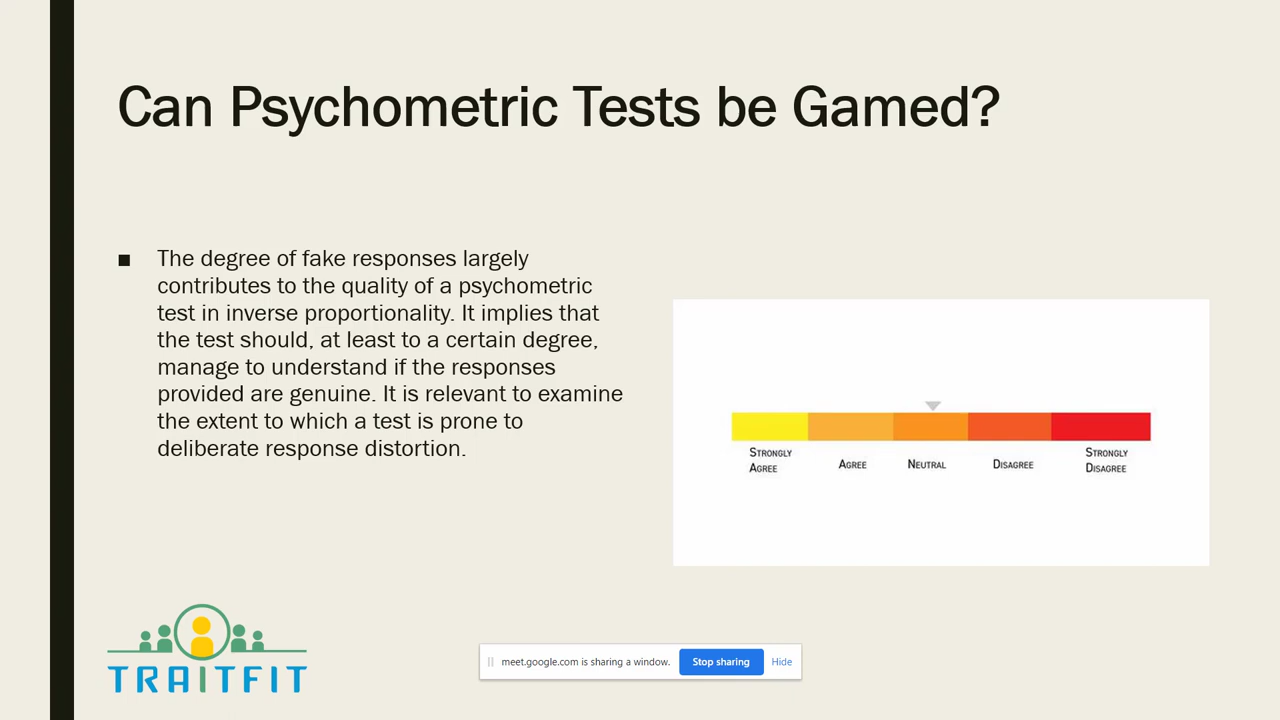 Can Psychometric Tests be Gamed?
■ The degree of fake responses largely
contributes to the quality of a psychometric
test in inverse proportionality. It implies that
the test should, at least to a certain degree,
manage to understand if the responses
provided are genuine. It is relevant to examine
the extent to which a test is prone to
deliberate response distortion.
Strongly Agree
Agree
Neutral
Disagree
Strongly Disagree
TRAITFIT
meet.google.com is sharing a window.
Stop sharing
Hide